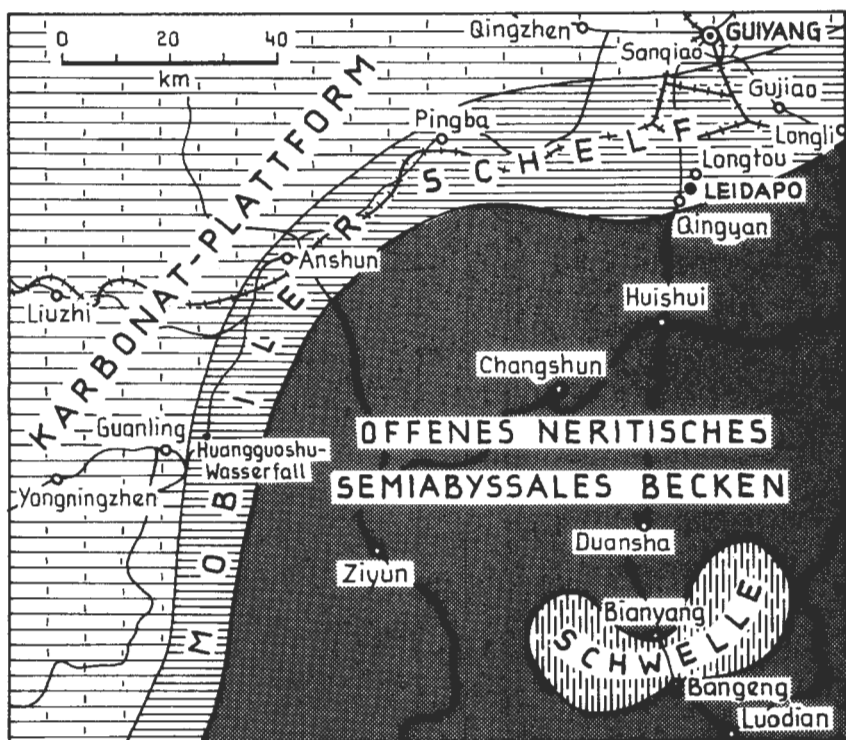 Qingzhen
GUIYANG
Sanqiao
0 20 40
km
Gujiao
Pingba
Longli
KARBONAT-PLATTFORM
MOBILER SCHELF
Longtou
LEIDAPO
Qingyan
Anshun
Liuzhi
Huishui
Changshun
Guanling
Huangguoshu-
Wasserfall
Yongningzhen
OFFENES NERITISCHES
SEMIABYSSALES BECKEN
Duansha
Ziyun
Bianyang
SCHWELLE
Bangeng
Luodian